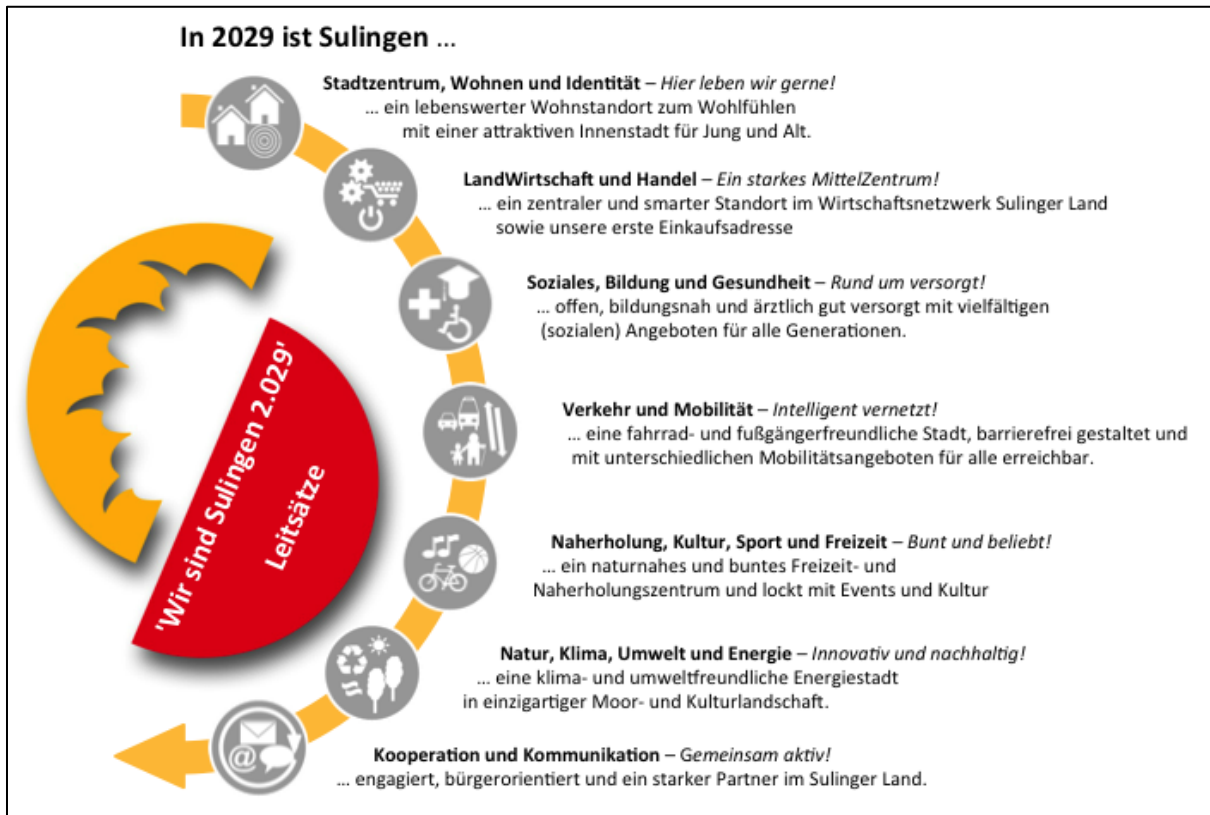 In 2029 ist Sulingen ...
Stadtzentrum, Wohnen und Identität – Hier leben wir gerne!
... ein lebenswerter Wohnstandort zum Wohlfühlen
mit einer attraktiven Innenstadt für Jung und Alt.
LandWirtschaft und Handel – Ein starkes MittelZentrum!
... ein zentraler und smarter Standort im Wirtschaftsnetzwerk Sulinger Land
sowie unsere erste Einkaufsadresse
Soziales, Bildung und Gesundheit – Rund um versorgt!
... offen, bildungsnah und ärztlich gut versorgt mit vielfältigen
(sozialen) Angeboten für alle Generationen.
'Wir sind Sulingen 2.029'
Leitsätze
Verkehr und Mobilität – Intelligent vernetzt!
... eine fahrrad- und fußgängerfreundliche Stadt, barrierefrei gestaltet und
mit unterschiedlichen Mobilitätsangeboten für alle erreichbar.
Naherholung, Kultur, Sport und Freizeit – Bunt und beliebt!
... ein naturnahes und buntes Freizeit- und
Naherholungszentrum und lockt mit Events und Kultur
Natur, Klima, Umwelt und Energie – Innovativ und nachhaltig!
... eine klima- und umweltfreundliche Energiestadt
in einzigartiger Moor- und Kulturlandschaft.
@
Kooperation und Kommunikation – Gemeinsam aktiv!
... engagiert, bürgerorientiert und ein starker Partner im Sulinger Land.